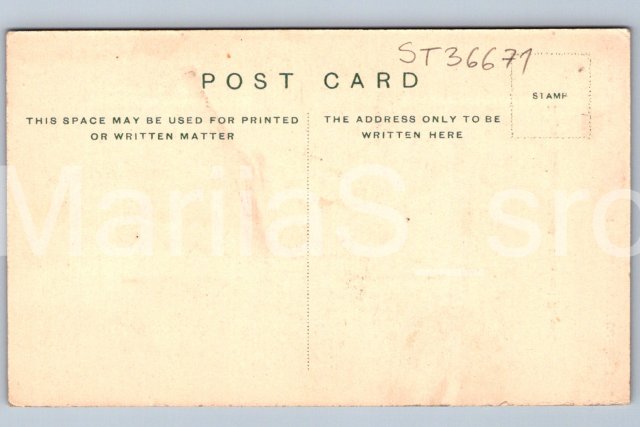 ST36671
POST CARD
STAMP
THIS SPACE MAY BE USED FOR PRINTED
OR WRITTEN MATTER
THE ADDRESS ONLY TO BE
WRITTEN HERE
MariiaS_sro